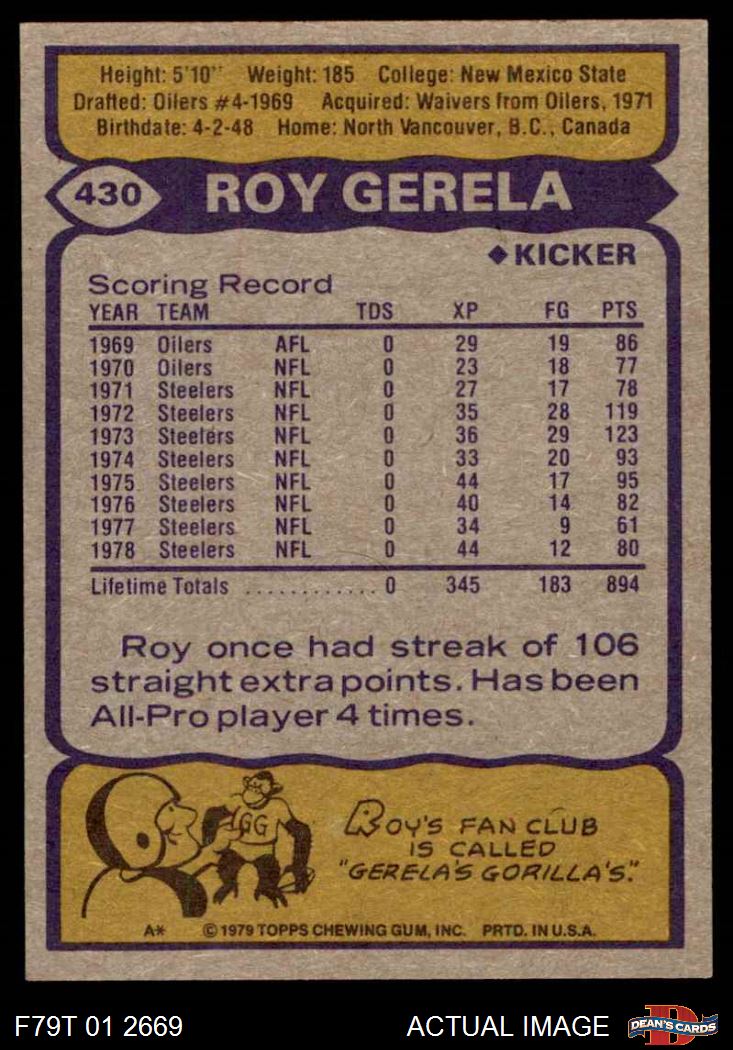 Height: 5'10" Weight: 185 College: New Mexico State
Drafted: Oilers #4-1969 Acquired: Waivers from Oilers, 1971
Birthdate: 4-2-48 Home: North Vancouver, B.C., Canada
430 ROY GERELA
◆KICKER
Scoring Record
YEAR TEAM TDS XP FG PTS
1969 Oilers AFL 0 29 19 86
1970 Oilers NFL 0 23 18 77
1971 Steelers NFL 0 27 17 78
1972 Steelers NFL 0 35 28 119
1973 Steelers NFL 0 36 29 123
1974 Steelers NFL 0 33 20 93
1975 Steelers NFL 0 44 17 95
1976 Steelers NFL 0 40 14 82
1977 Steelers NFL 0 34 9 61
1978 Steelers NFL 0 44 12 80
Lifetime Totals ............. 0 345 183 894
Roy once had streak of 106
straight extra points. Has been
All-Pro player 4 times.
GG
ROY'S FAN CLUB
IS CALLED
"GERELA'S GORILLA'S."
A* ©1979 TOPPS CHEWING GUM, INC. PRTD. IN U.S.A.
F79T 01 2669 ACTUAL IMAGE D DEAN'S CARDS